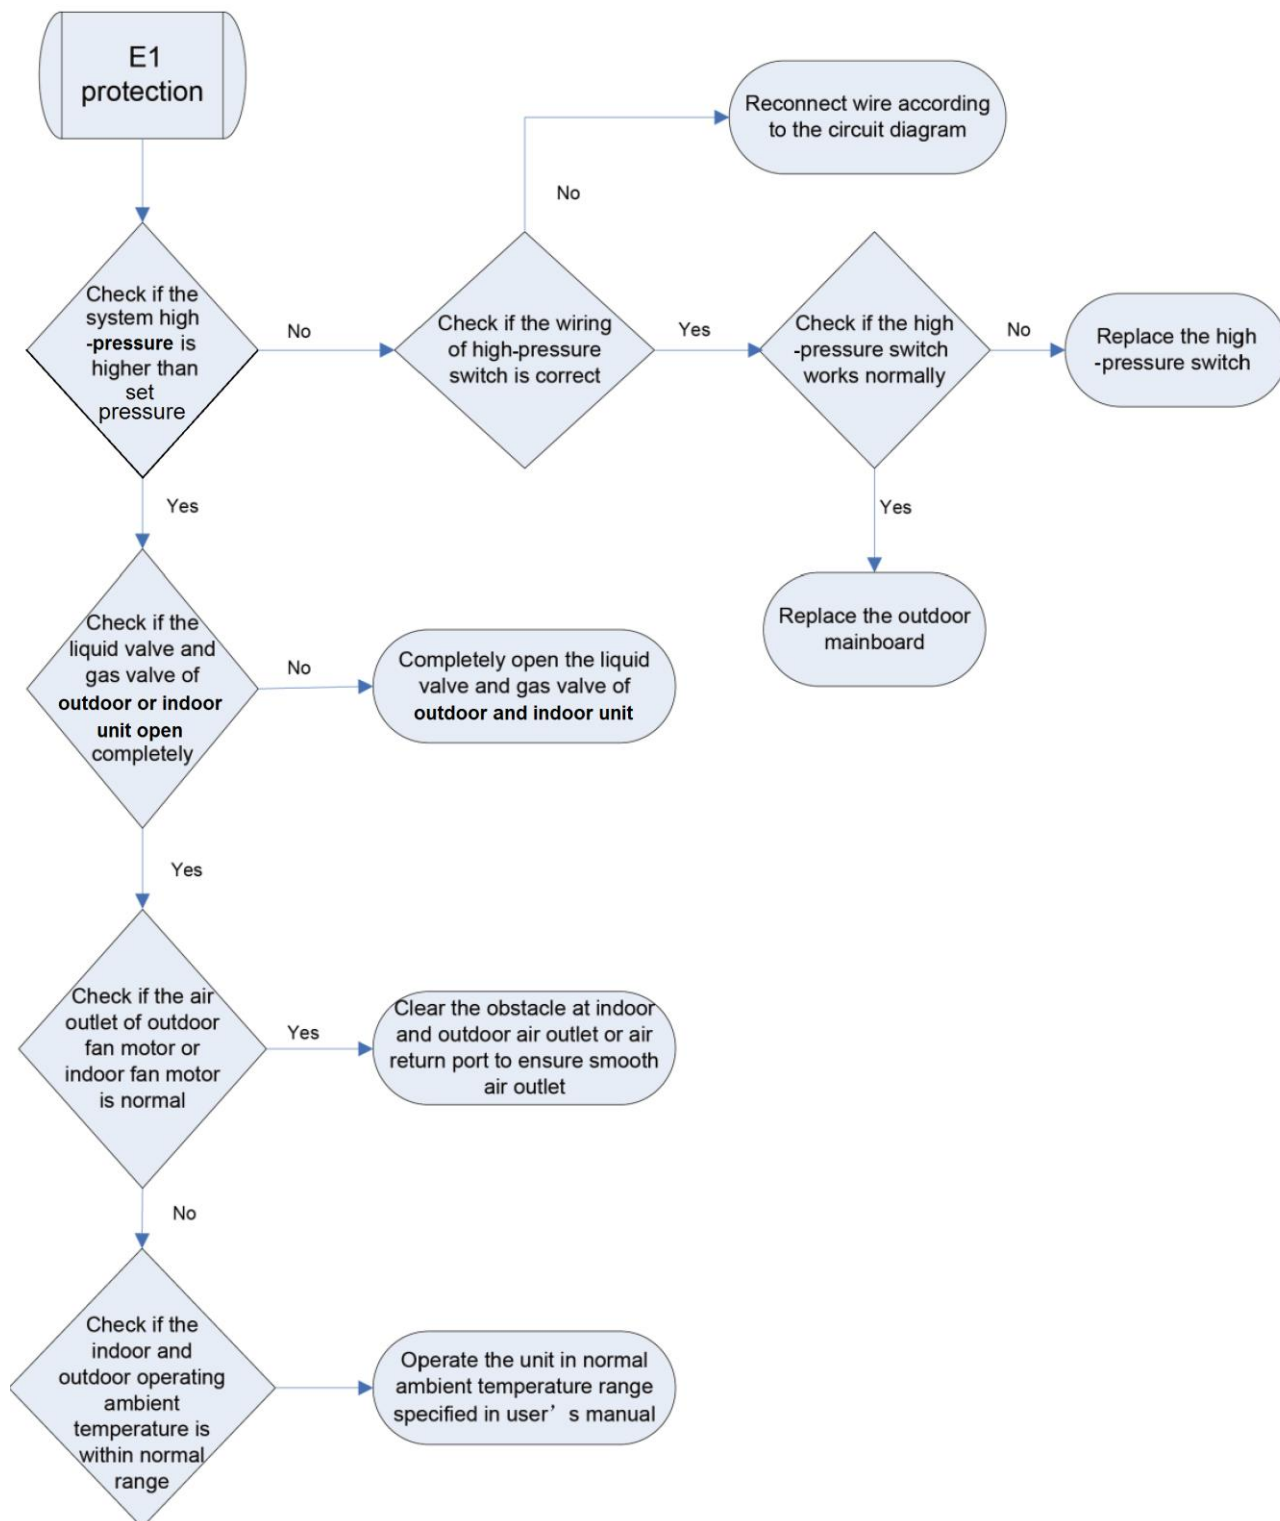 E1
protection
Reconnect wire according
to the circuit diagram
No
Check if the
system high
-pressure is
higher than
set
pressure
No
Check if the wiring
of high-pressure
switch is correct
Yes
Check if the high
-pressure switch
works normally
No
Replace the high
-pressure switch
Yes
Yes
Replace the outdoor
mainboard
Check if the
liquid valve and
gas valve of
outdoor or indoor
unit open
completely
No
Completely open the liquid
valve and gas valve of
outdoor and indoor unit
Yes
Check if the air
outlet of outdoor
fan motor or
indoor fan motor
is normal
Yes
Clear the obstacle at indoor
and outdoor air outlet or air
return port to ensure smooth
air outlet
No
Check if the
indoor and
outdoor operating
ambient
temperature is
within normal
range
Operate the unit in normal
ambient temperature range
specified in user’ s manual